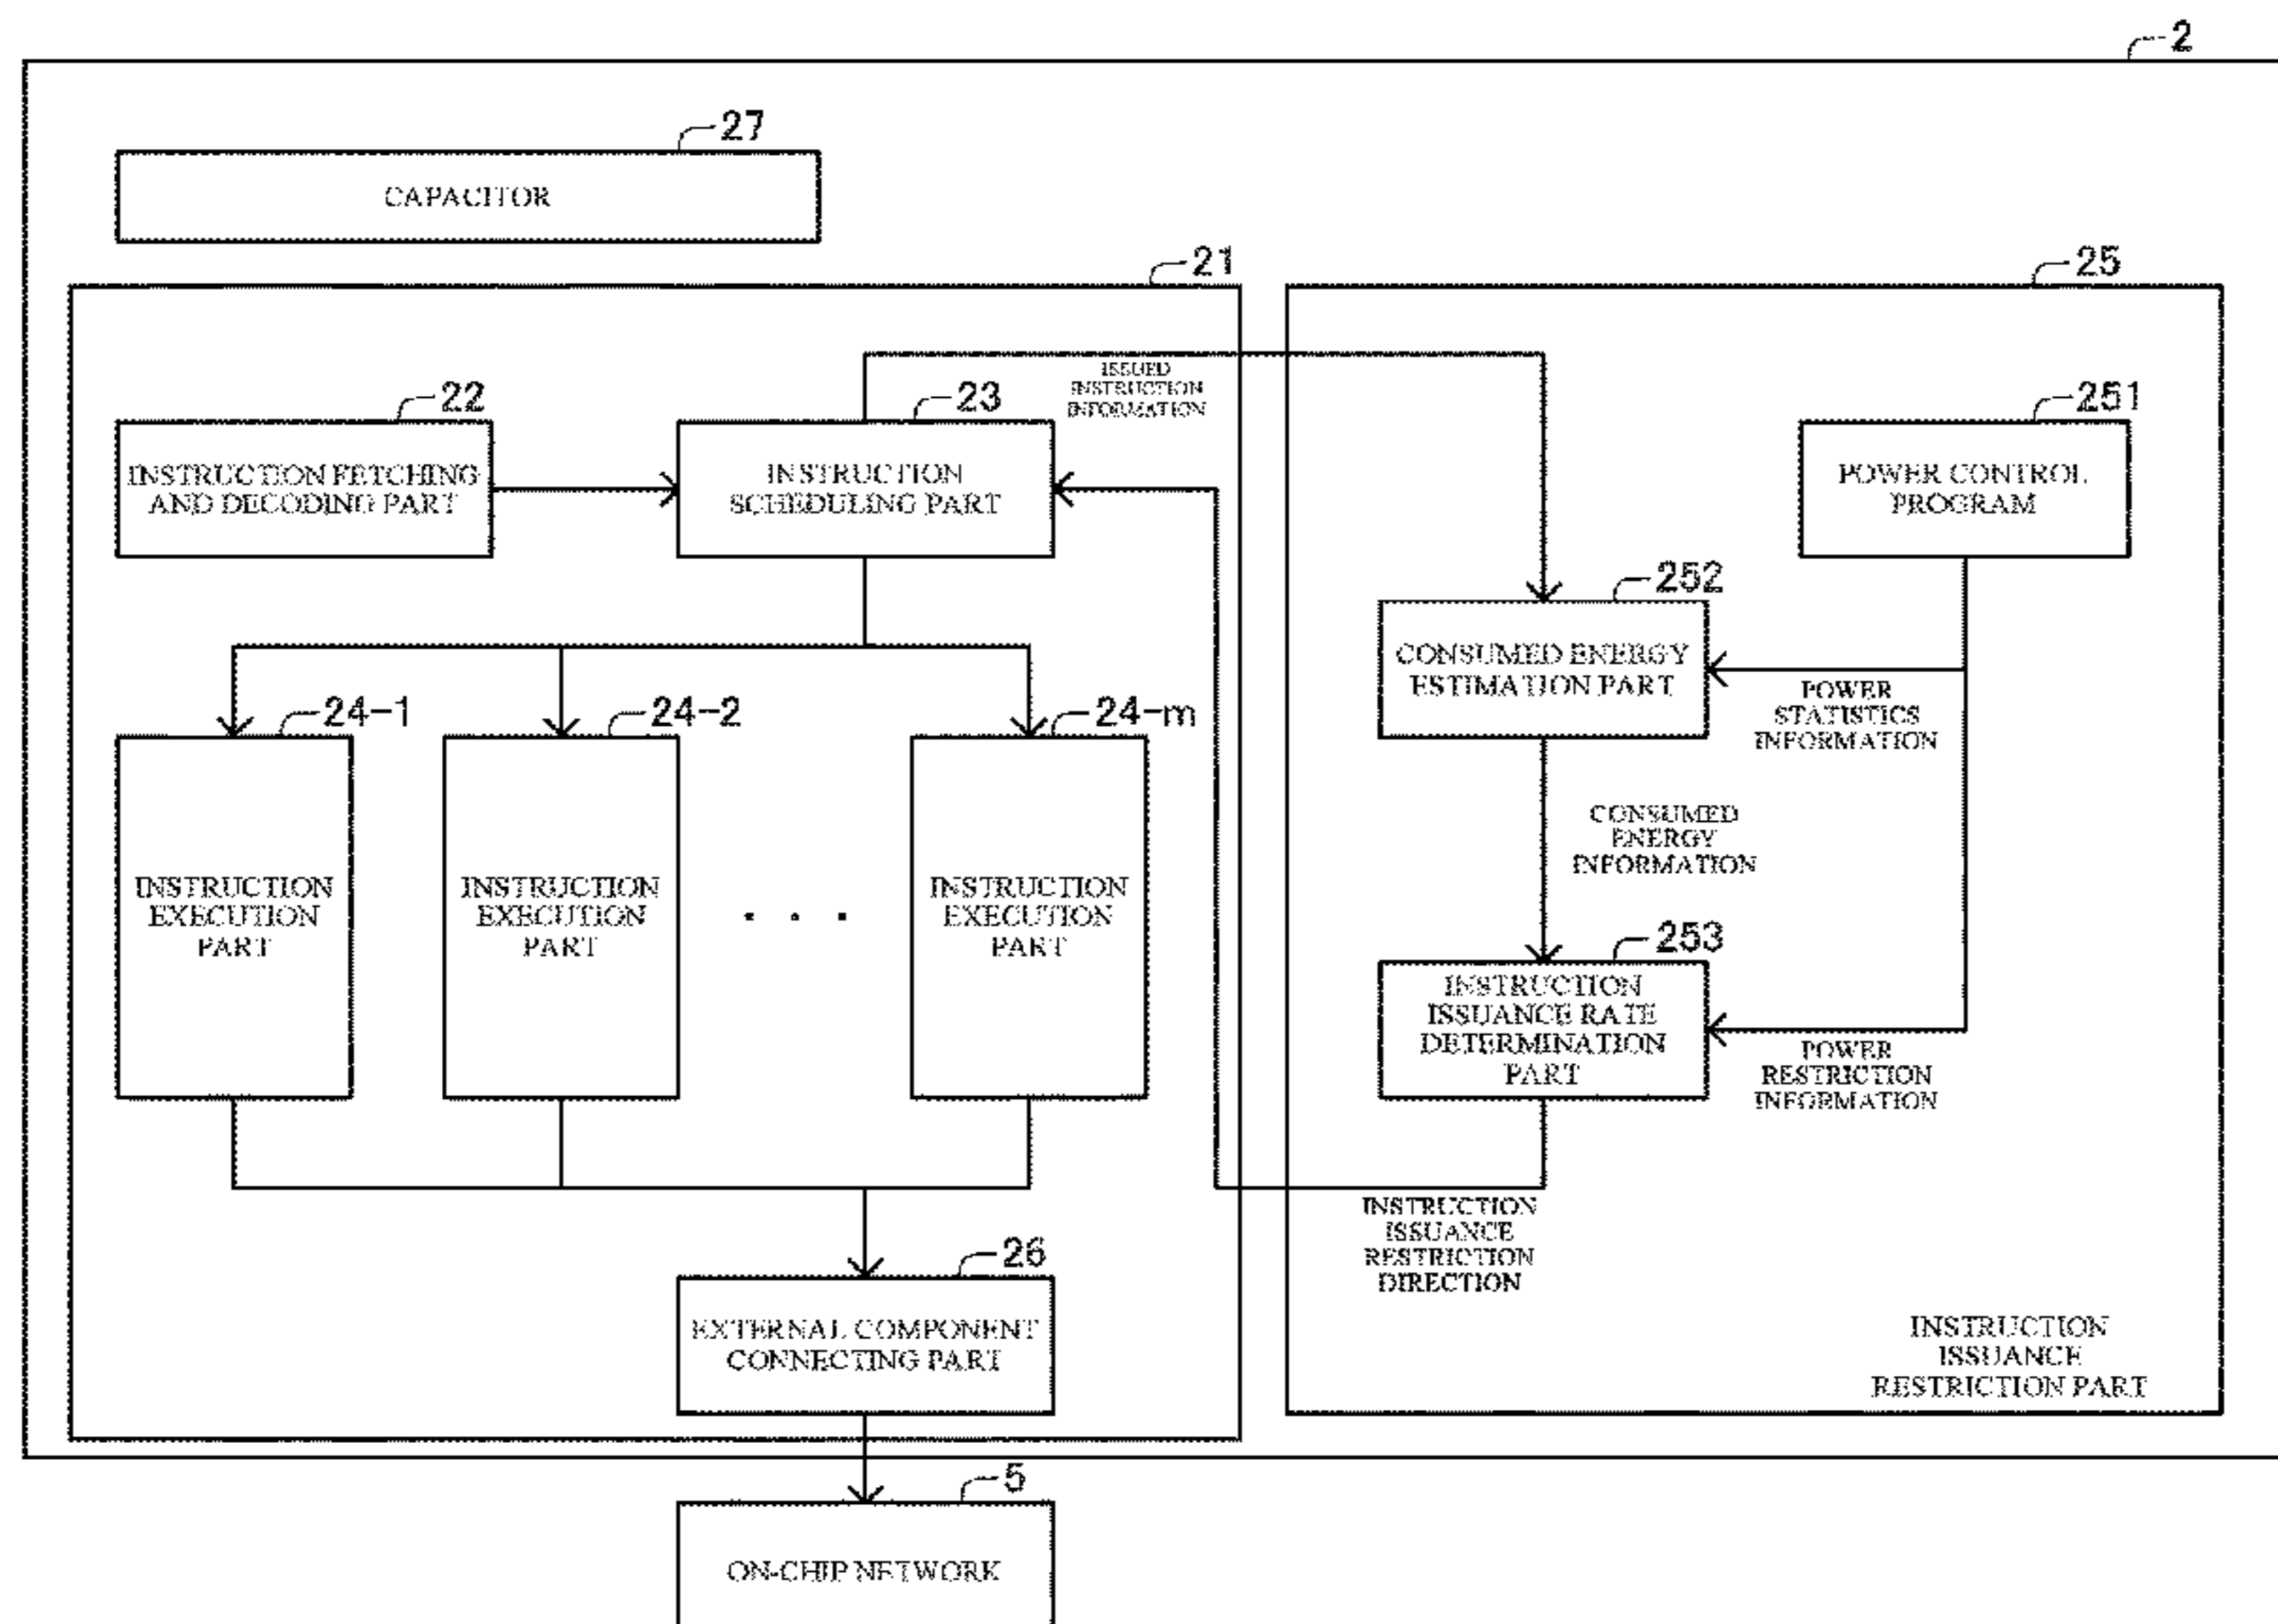 2
27
CAPACITOR
21
25
ISSUED
INSTRUCTION
INFORMATION
22
23
251
INSTRUCTION FETCHING
AND DECODING PART
INSTRUCTION
SCHEDULING PART
POWER CONTROL
PROGRAM
252
CONSUMED ENERGY
ESTIMATION PART
POWER
STATISTICS
INFORMATION
24-1
24-2
24-m
INSTRUCTION
EXECUTION
PART
INSTRUCTION
EXECUTION
PART
. . .
INSTRUCTION
EXECUTION
PART
CONSUMED
ENERGY
INFORMATION
253
INSTRUCTION
ISSUANCE RATE
DETERMINATION
PART
POWER
RESTRICTION
INFORMATION
INSTRUCTION
ISSUANCE
RESTRICTION
DIRECTION
26
EXTERNAL COMPONENT
CONNECTING PART
INSTRUCTION
ISSUANCE
RESTRICTION PART
5
ON-CHIP NETWORK